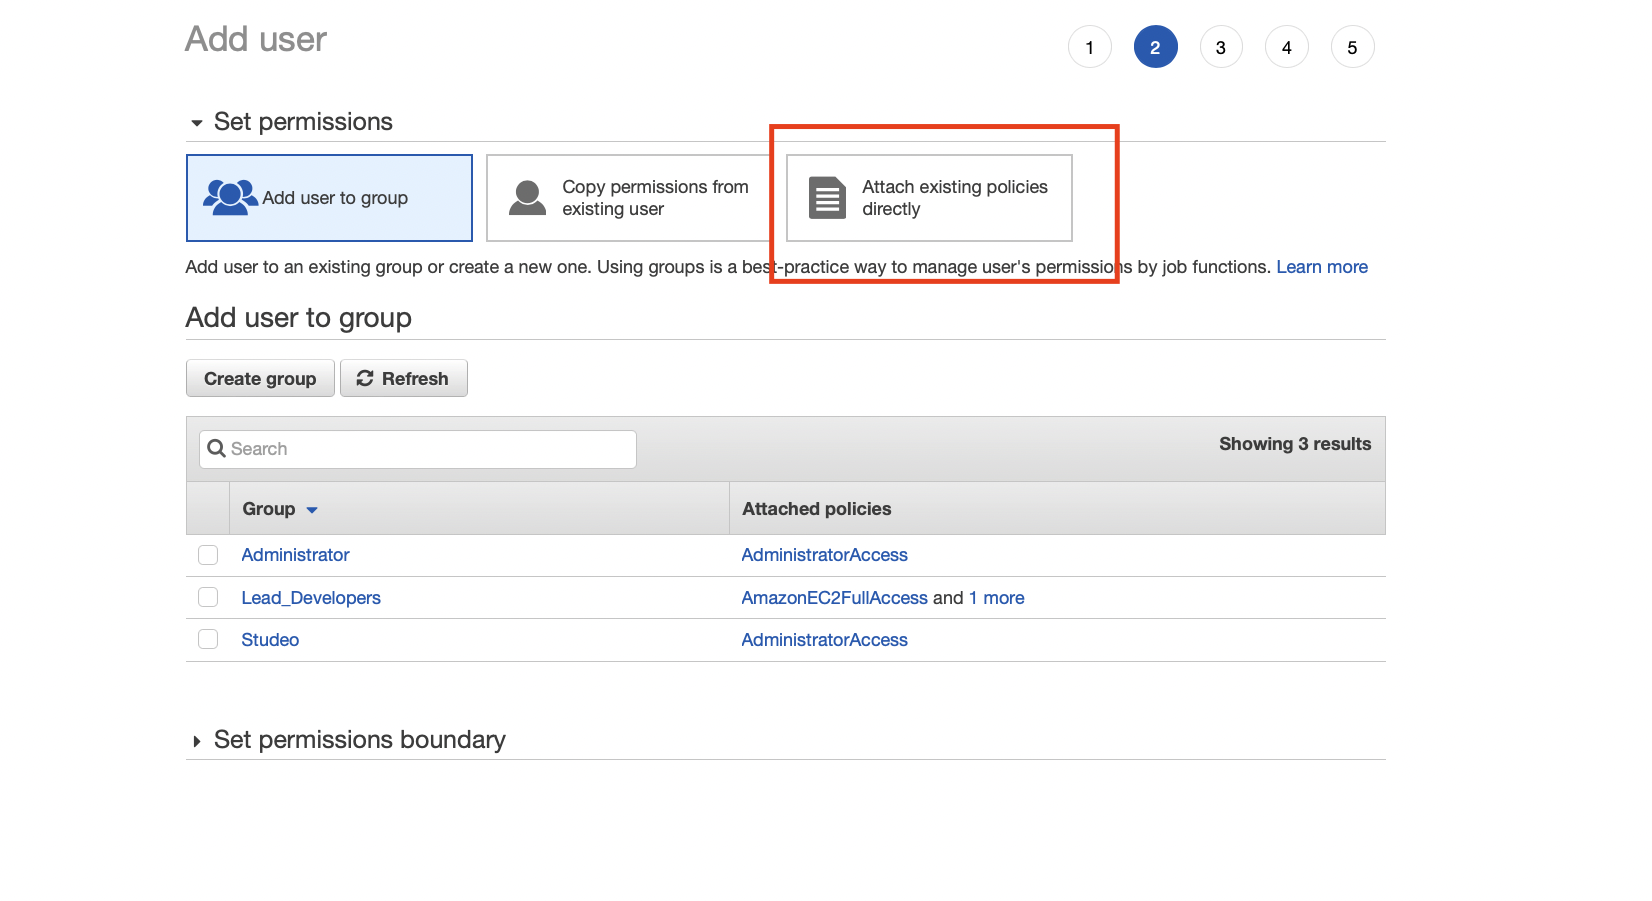 Add user
1 2 3 4 5
Set permissions
Add user to group
Copy permissions from
existing user
Attach existing policies
directly
Add user to an existing group or create a new one. Using groups is a best-practice way to manage user's permissions by job functions. Learn more
Add user to group
Create group Refresh
Search Showing 3 results
Group Attached policies
Administrator AdministratorAccess
Lead_Developers AmazonEC2FullAccess and 1 more
Studeo AdministratorAccess
Set permissions boundary